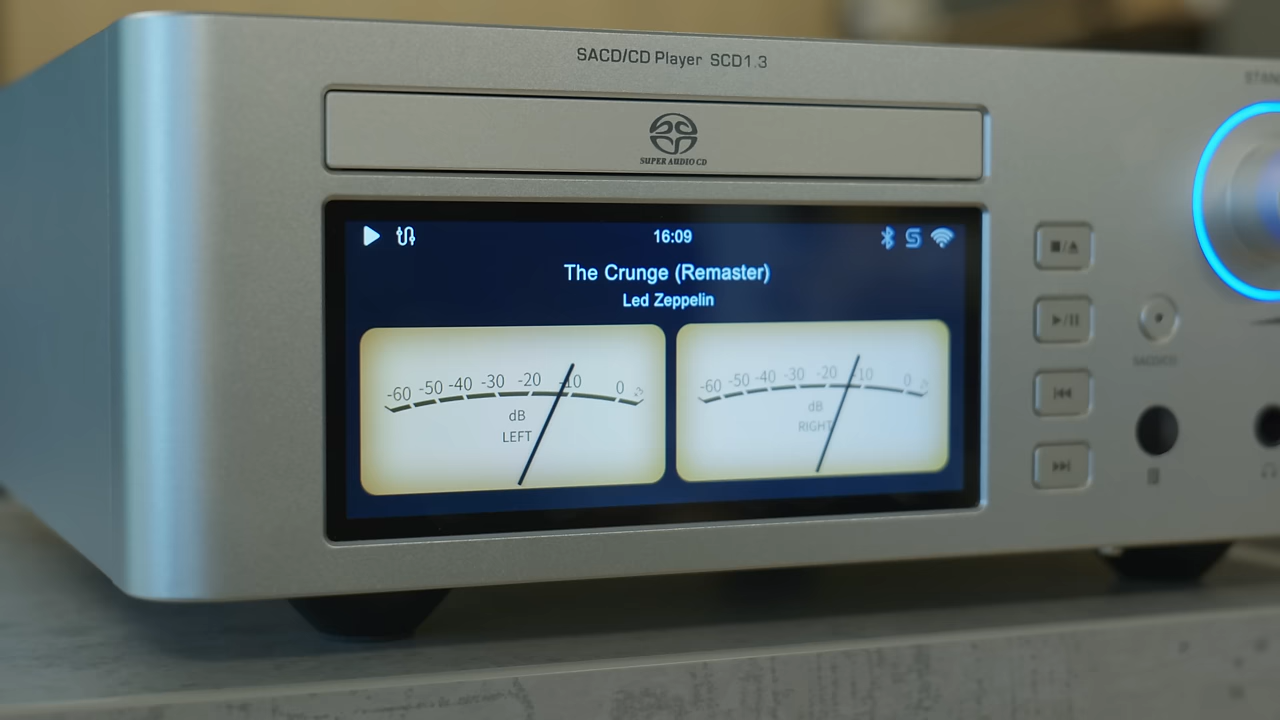 SACD/CD Player SCD1.3
STAN
SUPER AUDIO CD
16:09
The Crunge (Remaster)
Led Zeppelin
-60 -50 -40 -30 -20 -10 0
dB
LEFT
-60 -50 -40 -30 -20 -10 0
dB
RIGHT